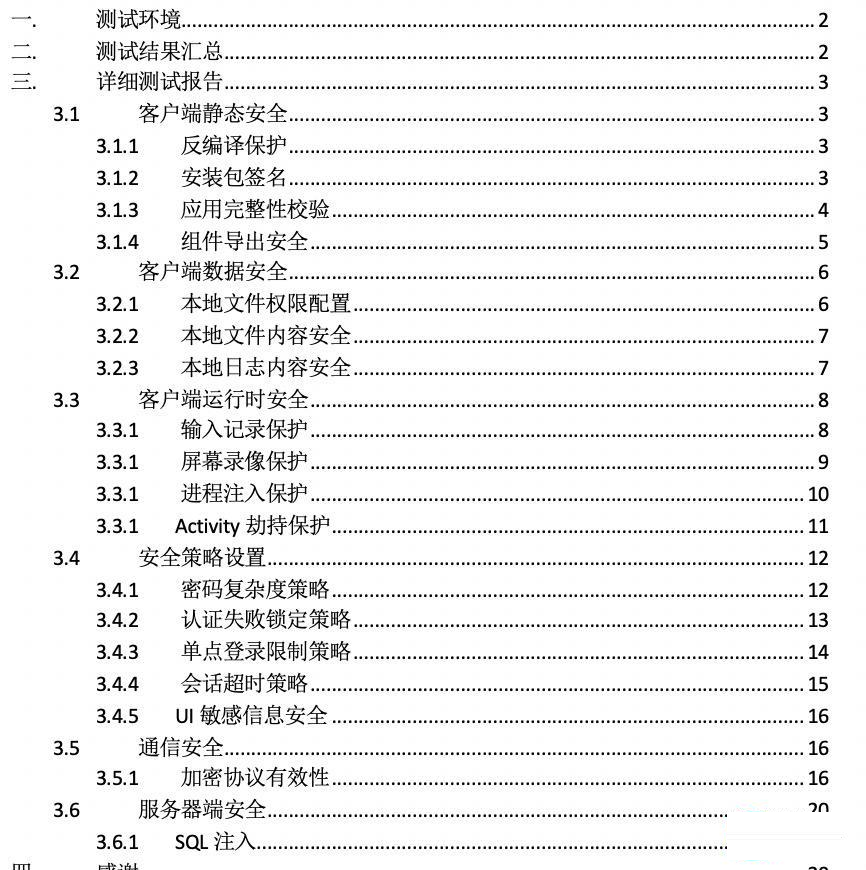 一. 测试环境 2
二. 测试结果汇总 2
三. 详细测试报告 3
3.1 客户端静态安全 3
3.1.1 反编译保护 3
3.1.2 安装包签名 3
3.1.3 应用完整性校验 4
3.1.4 组件导出安全 5
3.2 客户端数据安全 6
3.2.1 本地文件权限配置 6
3.2.2 本地文件内容安全 7
3.2.3 本地日志内容安全 7
3.3 客户端运行时安全 8
3.3.1 输入记录保护 8
3.3.1 屏幕录像保护 9
3.3.1 进程注入保护 10
3.3.1 Activity 劫持保护 11
3.4 安全策略设置 12
3.4.1 密码复杂度策略 12
3.4.2 认证失败锁定策略 13
3.4.3 单点登录限制策略 14
3.4.4 会话超时策略 15
3.4.5 UI 敏感信息安全 16
3.5 通信安全 16
3.5.1 加密协议有效性 16
3.6 服务器端安全 20
3.6.1 SQL 注入
四 感谢